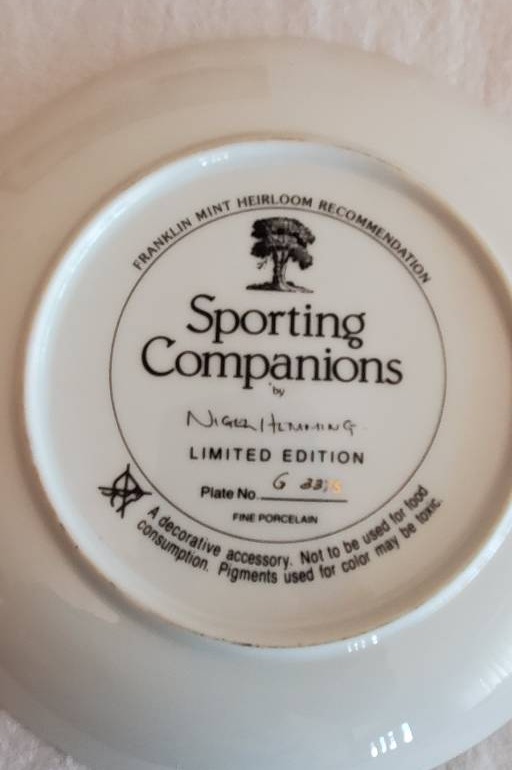 FRANKLIN MINT HEIRLOOM RECOMMENDATION
Sporting
Companions
by
NIGEL HEMMING
LIMITED EDITION
Plate No. G 33
FINE PORCELAIN
A decorative accessory. Not to be used for food
consumption. Pigments used for color may be toxic.